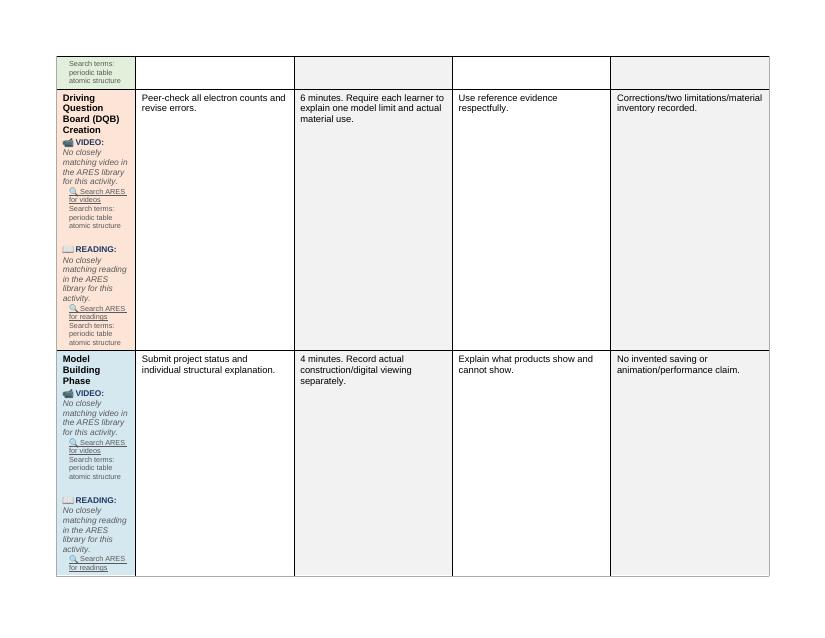 Search terms:
periodic table
atomic structure
Driving
Question
Board (DQB)
Creation
📹 VIDEO:
No closely
matching video in
the ARES library
for this activity.
🔍 Search ARES
for videos
Search terms:
periodic table
atomic structure
📖 READING:
No closely
matching reading
in the ARES
library for this
activity.
🔍 Search ARES
for readings
Search terms:
periodic table
atomic structure
Peer-check all electron counts and
revise errors.
6 minutes. Require each learner to
explain one model limit and actual
material use.
Use reference evidence
respectfully.
Corrections/two limitations/material
inventory recorded.
Model
Building
Phase
📹 VIDEO:
No closely
matching video in
the ARES library
for this activity.
🔍 Search ARES
for videos
Search terms:
periodic table
atomic structure
📖 READING:
No closely
matching reading
in the ARES
library for this
activity.
🔍 Search ARES
for readings
Submit project status and
individual structural explanation.
4 minutes. Record actual
construction/digital viewing
separately.
Explain what products show and
cannot show.
No invented saving or
animation/performance claim.